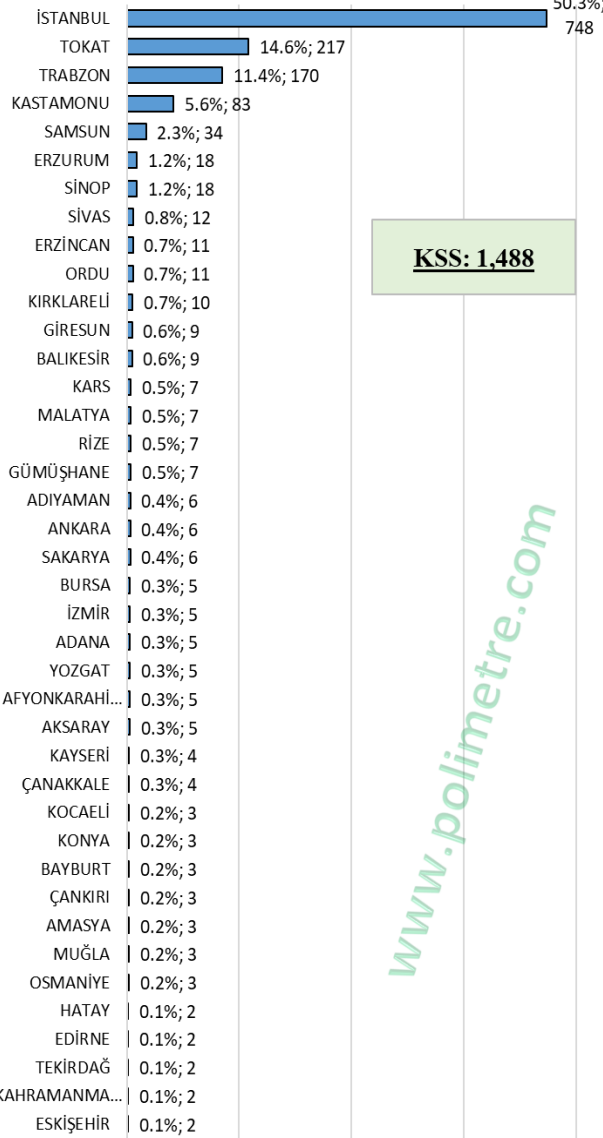 İSTANBUL 50.3%; 748
TOKAT 14.6%; 217
TRABZON 11.4%; 170
KASTAMONU 5.6%; 83
SAMSUN 2.3%; 34
ERZURUM 1.2%; 18
SİNOP 1.2%; 18
SİVAS 0.8%; 12
ERZİNCAN 0.7%; 11
ORDU 0.7%; 11
KIRKLARELİ 0.7%; 10
GİRESUN 0.6%; 9
BALIKESİR 0.6%; 9
KARS 0.5%; 7
MALATYA 0.5%; 7
RİZE 0.5%; 7
GÜMÜŞHANE 0.5%; 7
ADIYAMAN 0.4%; 6
ANKARA 0.4%; 6
SAKARYA 0.4%; 6
BURSA 0.3%; 5
İZMİR 0.3%; 5
ADANA 0.3%; 5
YOZGAT 0.3%; 5
AFYONKARAHİ... 0.3%; 5
AKSARAY 0.3%; 5
KAYSERİ 0.3%; 4
ÇANAKKALE 0.3%; 4
KOCAELİ 0.2%; 3
KONYA 0.2%; 3
BAYBURT 0.2%; 3
ÇANKIRI 0.2%; 3
AMASYA 0.2%; 3
MUĞLA 0.2%; 3
OSMANİYE 0.2%; 3
HATAY 0.1%; 2
EDİRNE 0.1%; 2
TEKİRDAĞ 0.1%; 2
KAHRAMANMA... 0.1%; 2
ESKİŞEHİR 0.1%; 2
KSS: 1,488
www.polimetre.com